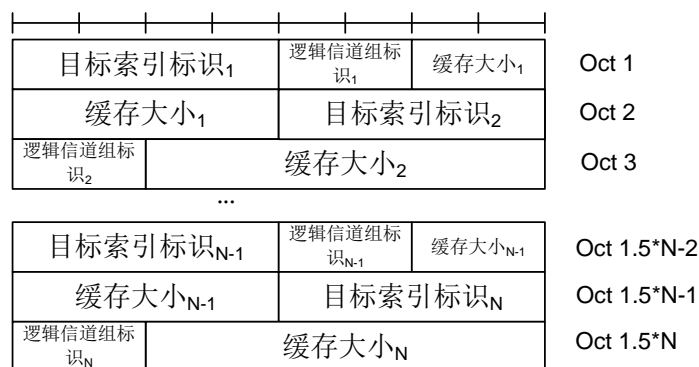 目标索引标识1 逻辑信道组标 缓存大小1 Oct 1
识1
缓存大小1 目标索引标识2 Oct 2
逻辑信道组标 缓存大小2 Oct 3
识2
...
目标索引标识N-1 逻辑信道组标 缓存大小N-1 Oct 1.5*N-2
识N-1
缓存大小N-1 目标索引标识N Oct 1.5*N-1
逻辑信道组标 缓存大小N Oct 1.5*N
识N